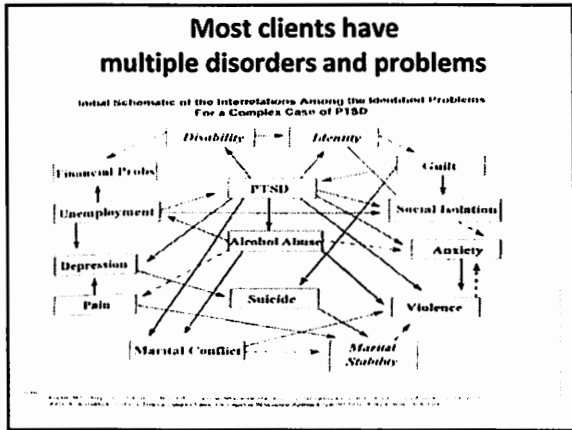 Most clients have
multiple disorders and problems
Initial Schematic of the Interrelations Among the Identified Problems
For a Complex Case of PTSD
Disability
Identity
Financial Probs
Guilt
PTSD
Unemployment
Social Isolation
Alcohol Abuse
Anxiety
Depression
Pain
Suicide
Violence
Marital Conflict
Marital
Stability